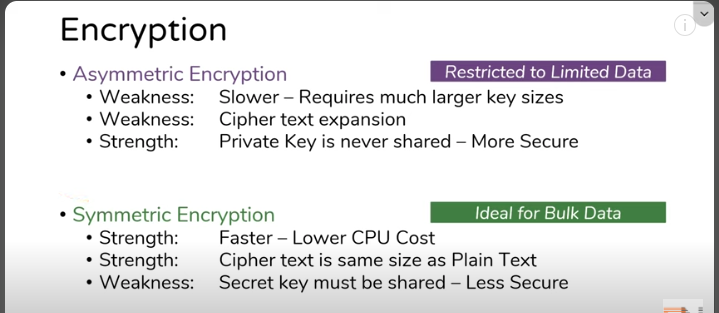 Encryption
• Asymmetric Encryption
Restricted to Limited Data
• Weakness: Slower – Requires much larger key sizes
• Weakness: Cipher text expansion
• Strength: Private Key is never shared – More Secure
• Symmetric Encryption
Ideal for Bulk Data
• Strength: Faster – Lower CPU Cost
• Strength: Cipher text is same size as Plain Text
• Weakness: Secret key must be shared – Less Secure